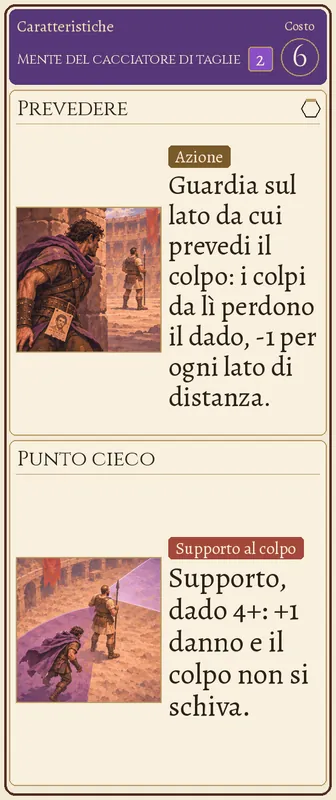 Caratteristiche
Costo
Mente del cacciatore di taglie 2 6
Prevedere
Azione
Guardia sul
lato da cui
prevedi il
colpo: i colpi
da lì perdono
il dado, -1 per
ogni lato di
distanza.
Punto cieco
Supporto al colpo
Supporto,
dado 4+: +1
danno e il
colpo non si
schiva.